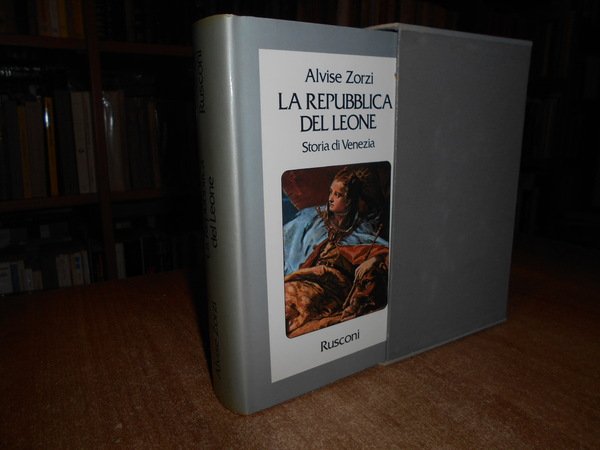 Alvise Zorzi
LA REPUBBLICA
DEL LEONE
Storia di Venezia
Rusconi
Alvise Zorzi
La Repubblica
del Leone
Rusconi